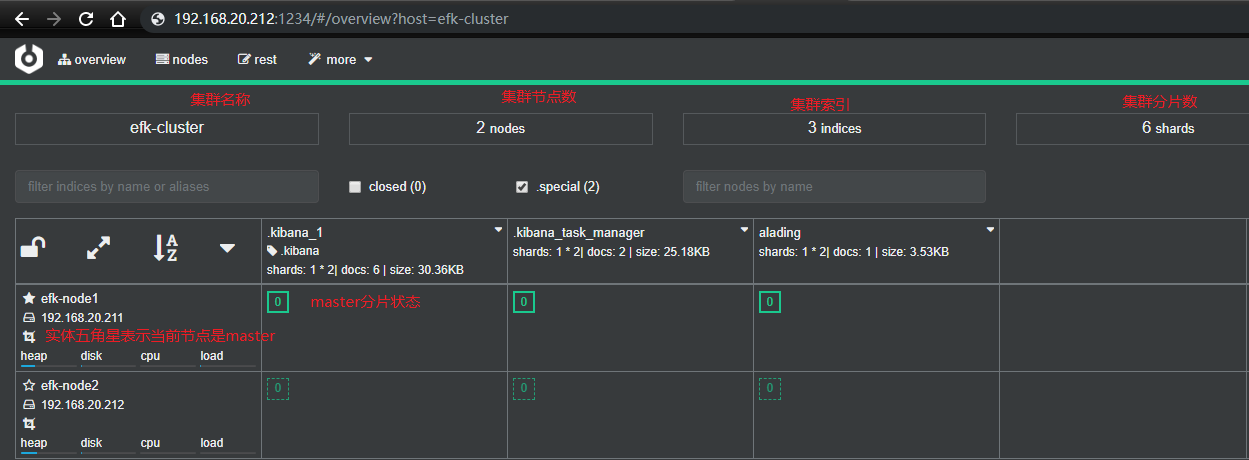 192.168.20.212:1234/#/overview?host=efk-cluster
overview nodes rest more
集群名称 集群节点数 集群索引 集群分片数
efk-cluster 2 nodes 3 indices 6 shards
filter indices by name or aliases closed (0) .special (2) filter nodes by name
.kibana_1 .kibana_task_manager alading
.kibana shards: 1 * 2| docs: 2 | size: 25.18KB shards: 1 * 2| docs: 1 | size: 3.53KB
shards: 1 * 2| docs: 6 | size: 30.36KB
A
Z
efk-node1 0 master分片状态 0 0
192.168.20.211
实体五角星表示当前节点是master
heap disk cpu load
efk-node2 0 0 0
192.168.20.212
heap disk cpu load